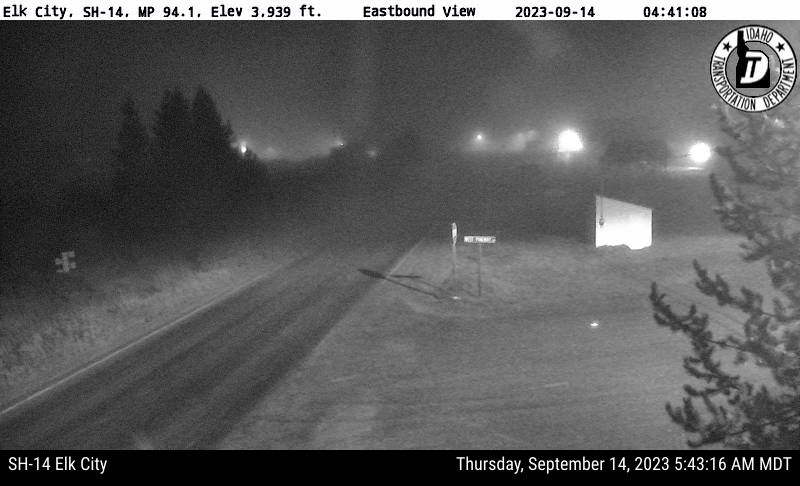 Elk City, SH-14, MP 94.1, Elev 3,939 ft. Eastbound View 2023-09-14 04:41:08
IDAHO
TRANSPORTATION DEPARTMENT
WEST
SH-14 Elk City Thursday, September 14, 2023 5:43:16 AM MDT